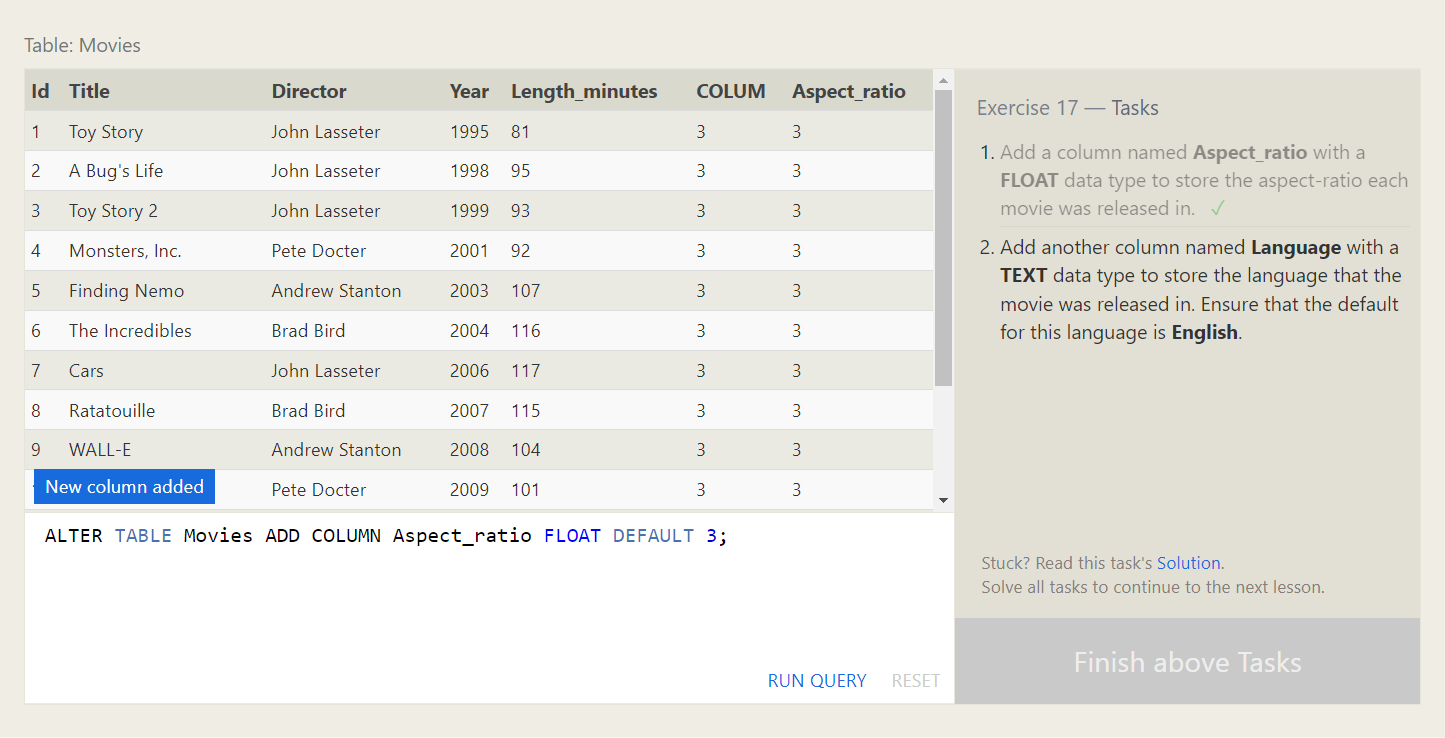 Table: Movies
Id Title Director Year Length_minutes COLUM Aspect_ratio
1 Toy Story John Lasseter 1995 81 3 3
2 A Bug's Life John Lasseter 1998 95 3 3
3 Toy Story 2 John Lasseter 1999 93 3 3
4 Monsters, Inc. Pete Docter 2001 92 3 3
5 Finding Nemo Andrew Stanton 2003 107 3 3
6 The Incredibles Brad Bird 2004 116 3 3
7 Cars John Lasseter 2006 117 3 3
8 Ratatouille Brad Bird 2007 115 3 3
9 WALL-E Andrew Stanton 2008 104 3 3
New column added Pete Docter 2009 101 3 3
ALTER TABLE Movies ADD COLUMN Aspect_ratio FLOAT DEFAULT 3;
RUN QUERY RESET
Exercise 17 — Tasks
1. Add a column named Aspect_ratio with a
FLOAT data type to store the aspect-ratio each
movie was released in. ✓
2. Add another column named Language with a
TEXT data type to store the language that the
movie was released in. Ensure that the default
for this language is English.
Stuck? Read this task's Solution.
Solve all tasks to continue to the next lesson.
Finish above Tasks